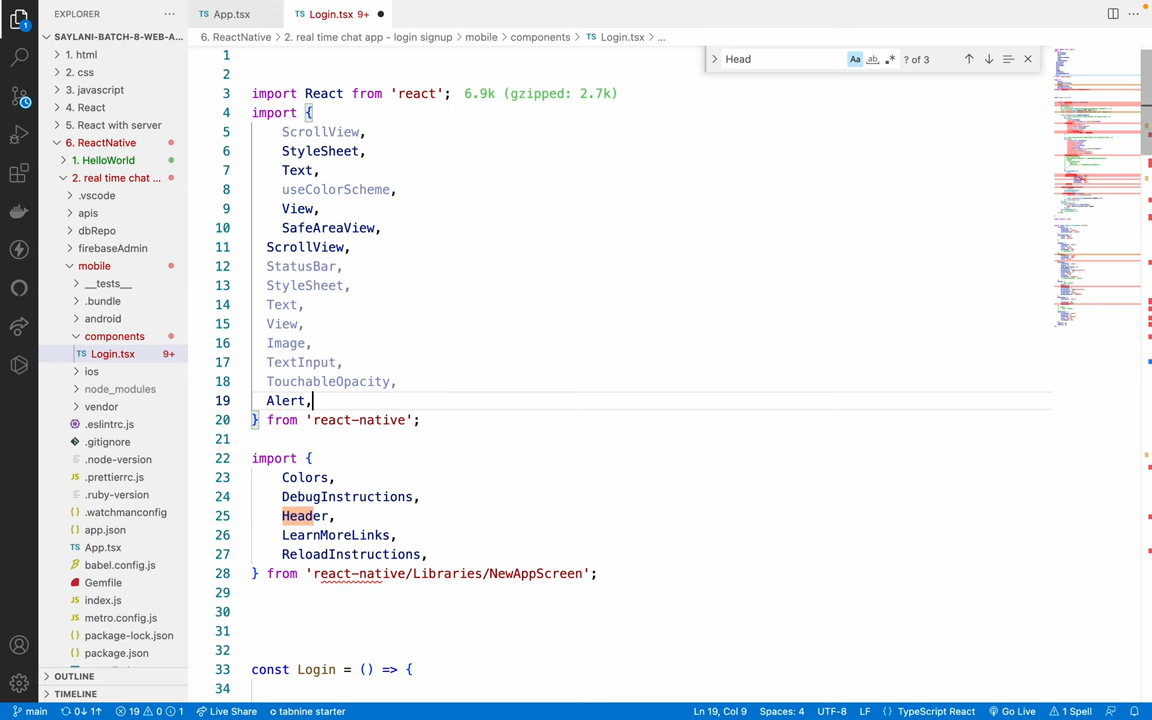 EXPLORER
App.tsx
Login.tsx 9+
SAYLANI-BATCH-8-WEB-A...
6. ReactNative > 2. real time chat app - login signup > mobile > components > Login.tsx > ...
Head
Aa
ab
.*
? of 3
1. html
2. css
3. javascript
4. React
5. React with server
6. ReactNative
1. HelloWorld
2. real time chat ...
.vscode
apis
dbRepo
firebaseAdmin
mobile
__tests__
.bundle
android
components
TS Login.tsx 9+
ios
node_modules
vendor
.eslintrc.js
.gitignore
.node-version
.prettierrc.js
.ruby-version
.watchmanconfig
app.json
TS App.tsx
babel.config.js
Gemfile
JS index.js
metro.config.js
package-lock.json
package.json
OUTLINE
TIMELINE
1
2
3 import React from 'react'; 6.9k (gzipped: 2.7k)
4 import {
5 ScrollView,
6 StyleSheet,
7 Text,
8 useColorScheme,
9 View,
10 SafeAreaView,
11 ScrollView,
12 StatusBar,
13 StyleSheet,
14 Text,
15 View,
16 Image,
17 TextInput,
18 TouchableOpacity,
19 Alert,
20 } from 'react-native';
21
22 import {
23 Colors,
24 DebugInstructions,
25 Header,
26 LearnMoreLinks,
27 ReloadInstructions,
28 } from 'react-native/Libraries/NewAppScreen';
29
30
31
32
33 const Login = () => {
34
main 0↓ 1↑ 19 0 1 Live Share tabnine starter Ln 19, Col 9 Spaces: 4 UTF-8 LF {} TypeScript React Go Live 1 Spell